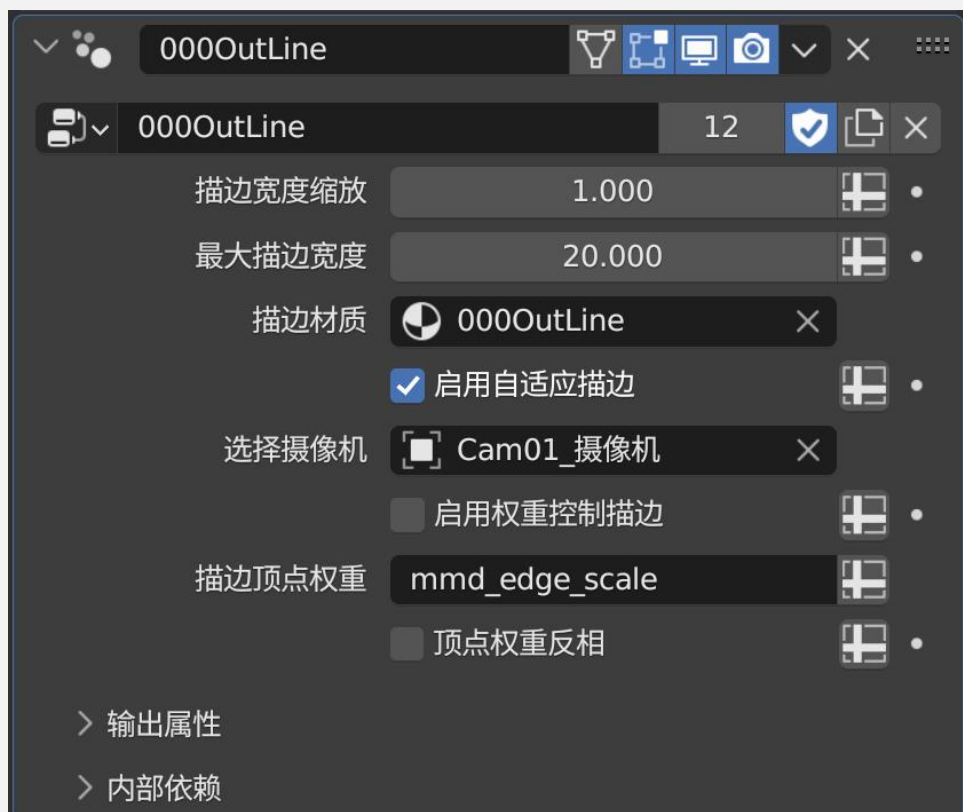 000OutLine
000OutLine 12
描边宽度缩放 1.000
最大描边宽度 20.000
描边材质 000OutLine
启用自适应描边
选择摄像机 Cam01_摄像机
启用权重控制描边
描边顶点权重 mmd_edge_scale
顶点权重反相
输出属性
内部依赖